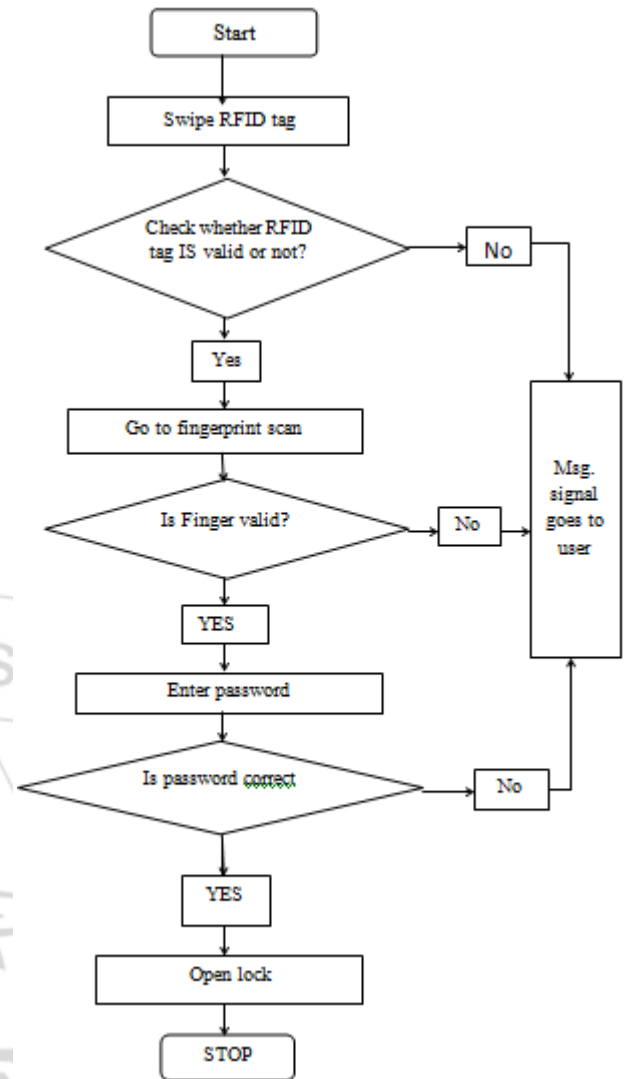 Start
Swipe RFID tag
Check whether RFID
tag IS valid or not?
No
Yes
Go to fingerprint scan
Is Finger valid?
No
Msg.
signal
goes to
user
YES
Enter password
Is password correct
No
YES
Open lock
STOP